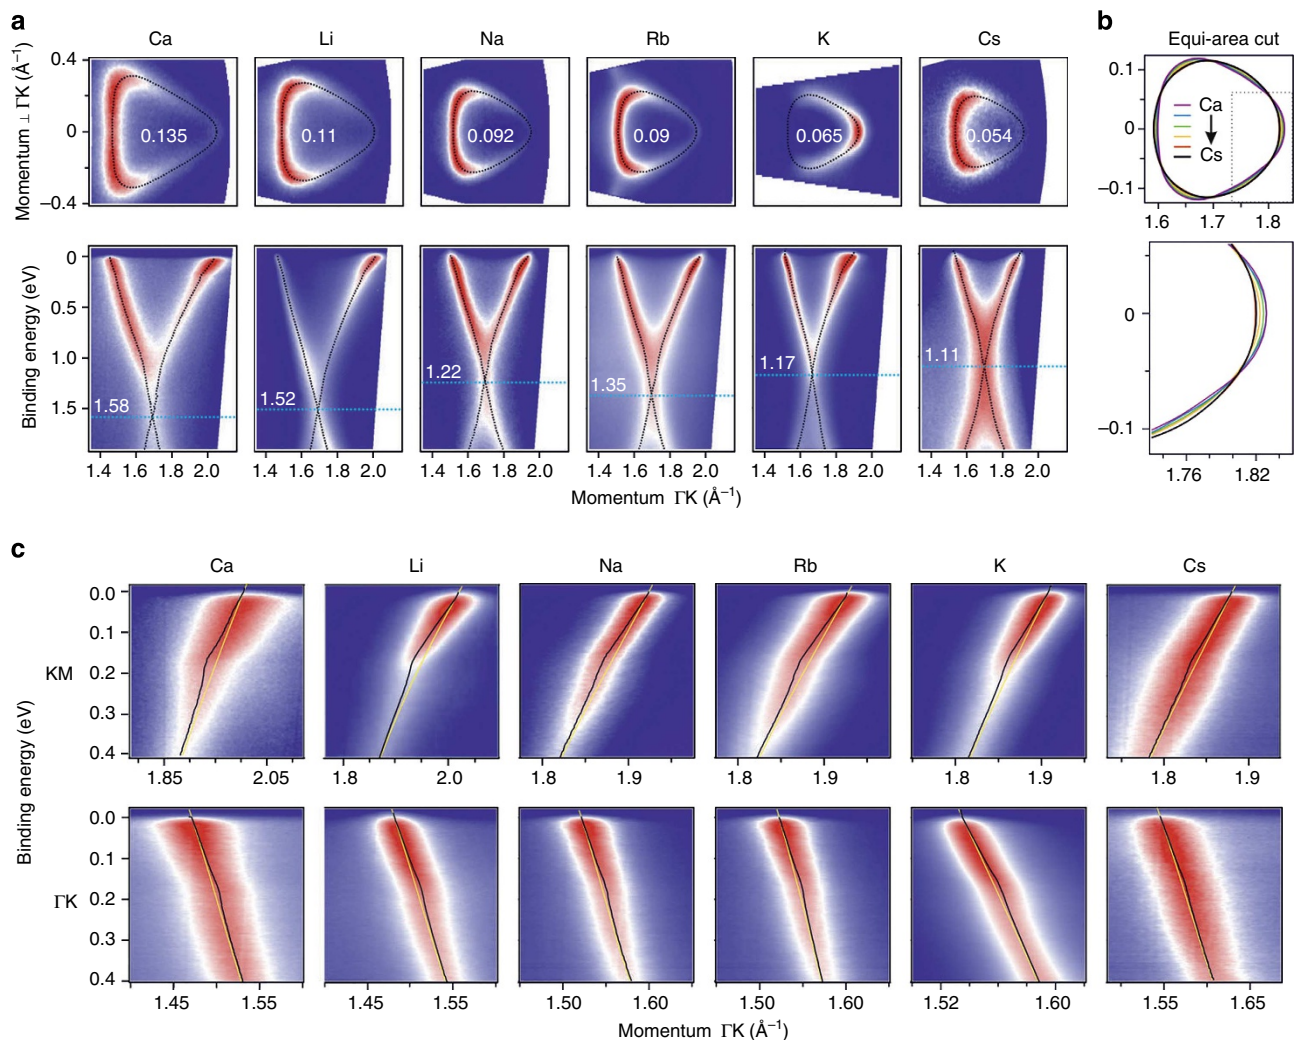 a
Ca Li Na Rb K Cs
Momentum ⊥ ΓK (Å⁻¹)
0.4
0
−0.4
0.135 0.11 0.092 0.09 0.065 0.054
Binding energy (eV)
0
0.5
1.0
1.5
1.58 1.52 1.22 1.35 1.17 1.11
1.4 1.6 1.8 2.0 1.4 1.6 1.8 2.0 1.4 1.6 1.8 2.0 1.4 1.6 1.8 2.0 1.4 1.6 1.8 2.0 1.4 1.6 1.8 2.0
Momentum ΓK (Å⁻¹)
b
Equi-area cut
0.1
0
−0.1
Ca
Cs
1.6 1.7 1.8
0
−0.1
1.76 1.82
c
Ca Li Na Rb K Cs
Binding energy (eV)
KM
0.0
0.1
0.2
0.3
0.4
1.85 2.05 1.8 2.0 1.8 1.9 1.8 1.9 1.8 1.9 1.8 1.9
ΓK
0.0
0.1
0.2
0.3
0.4
1.45 1.55 1.45 1.55 1.50 1.60 1.50 1.60 1.52 1.60 1.55 1.65
Momentum ΓK (Å⁻¹)